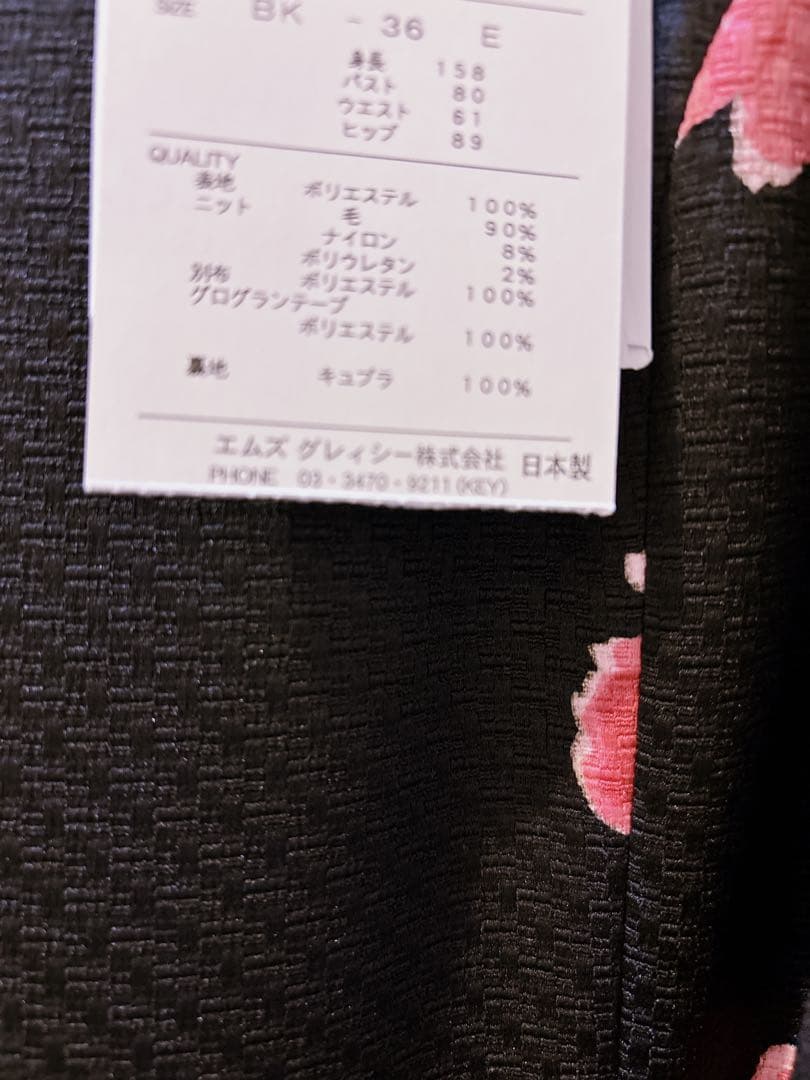 SIZE BK - 36 E
身長 158
バスト 80
ウエスト 61
ヒップ 89
QUALITY
表地 ポリエステル 100%
ニット 毛 90%
ナイロン 8%
ポリウレタン 2%
別布 ポリエステル 100%
グログランテープ
ポリエステル 100%
裏地 キュプラ 100%
エムズ グレィシー株式会社 日本製
PHONE 03・3470・9211(KEY)